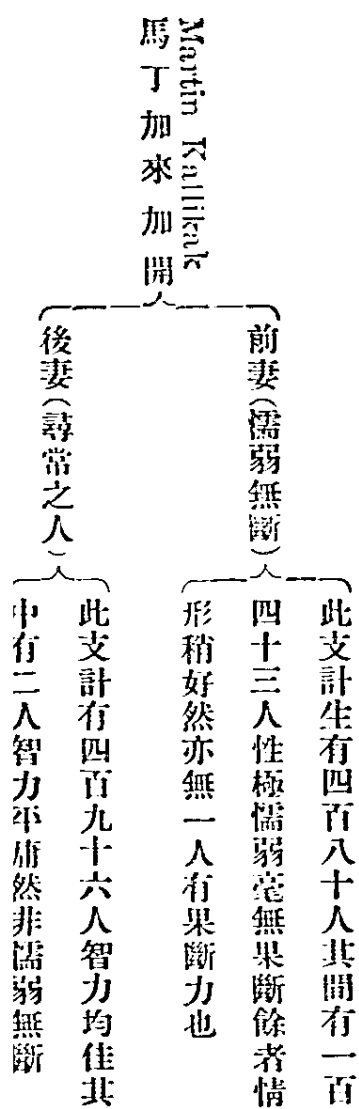 Martin Kallikak
馬丁加來加開
前妻(濡弱無斷)
此支計生有四百八十人其間有一百
四十三人性極懦弱毫無果斷餘者情
形稍好然亦無一人有果斷力也
後妻(尋常之人)
此支計有四百九十六人智力均佳其
中有二人智力平庸然非濡弱無斷